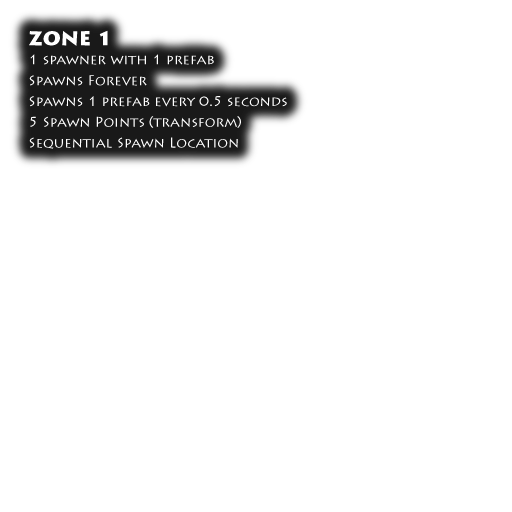 ZONE 1
1 spawner with 1 prefab
Spawns Forever
Spawns 1 prefab every 0.5 seconds
5 Spawn Points (transform)
Sequential Spawn Location